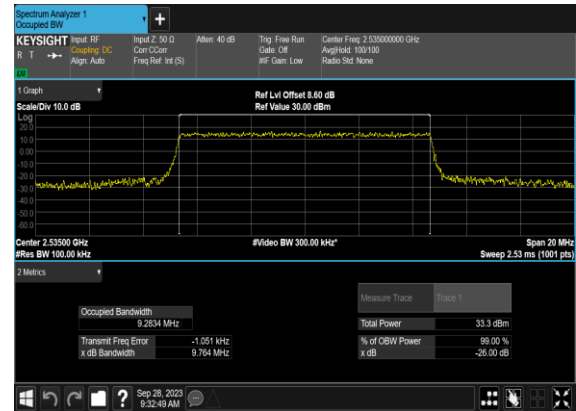 Spectrum Analyzer 1
Occupied BW
+
KEYSIGHT Input: RF Input Z: 50 Ω Atten: 40 dB Trig: Free Run Center Freq: 2.535000000 GHz
R T Coupling: DC Corr CCorr Gate: Off Avg|Hold: 100/100
Align: Auto Freq Ref: Int (S) #IF Gain: Low Radio Std: None
LXI
1 Graph Ref Lvl Offset 8.60 dB
Scale/Div 10.0 dB Ref Value 30.00 dBm
Log
20.0
10.0
0.00
-10.0
-20.0
-30.0
-40.0
-50.0
-60.0
Center 2.53500 GHz #Video BW 300.00 kHz* Span 20 MHz
#Res BW 100.00 kHz Sweep 2.53 ms (1001 pts)
2 Metrics
Measure Trace Trace 1
Occupied Bandwidth
9.2834 MHz Total Power 33.3 dBm
Transmit Freq Error -1.051 kHz % of OBW Power 99.00 %
x dB Bandwidth 9.764 MHz x dB -26.00 dB
? Sep 28, 2023
9:32:49 AM